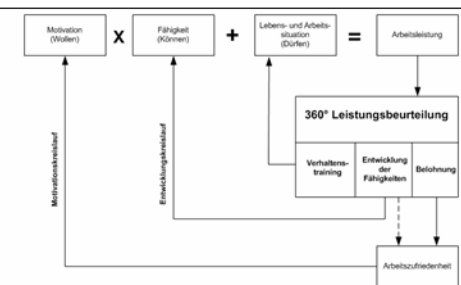 Motivation
(Wollen)
X
Fähigkeit
(Können)
+
Lebens- und Arbeits-
situation
(Dürfen)
=
Arbeitsleistung
360° Leistungsbeurteilung
Verhaltens-
training
Entwicklung
der
Fähigkeiten
Belohnung
Motivationskreislauf
Entwicklungskreislauf
Arbeitszufriedenheit